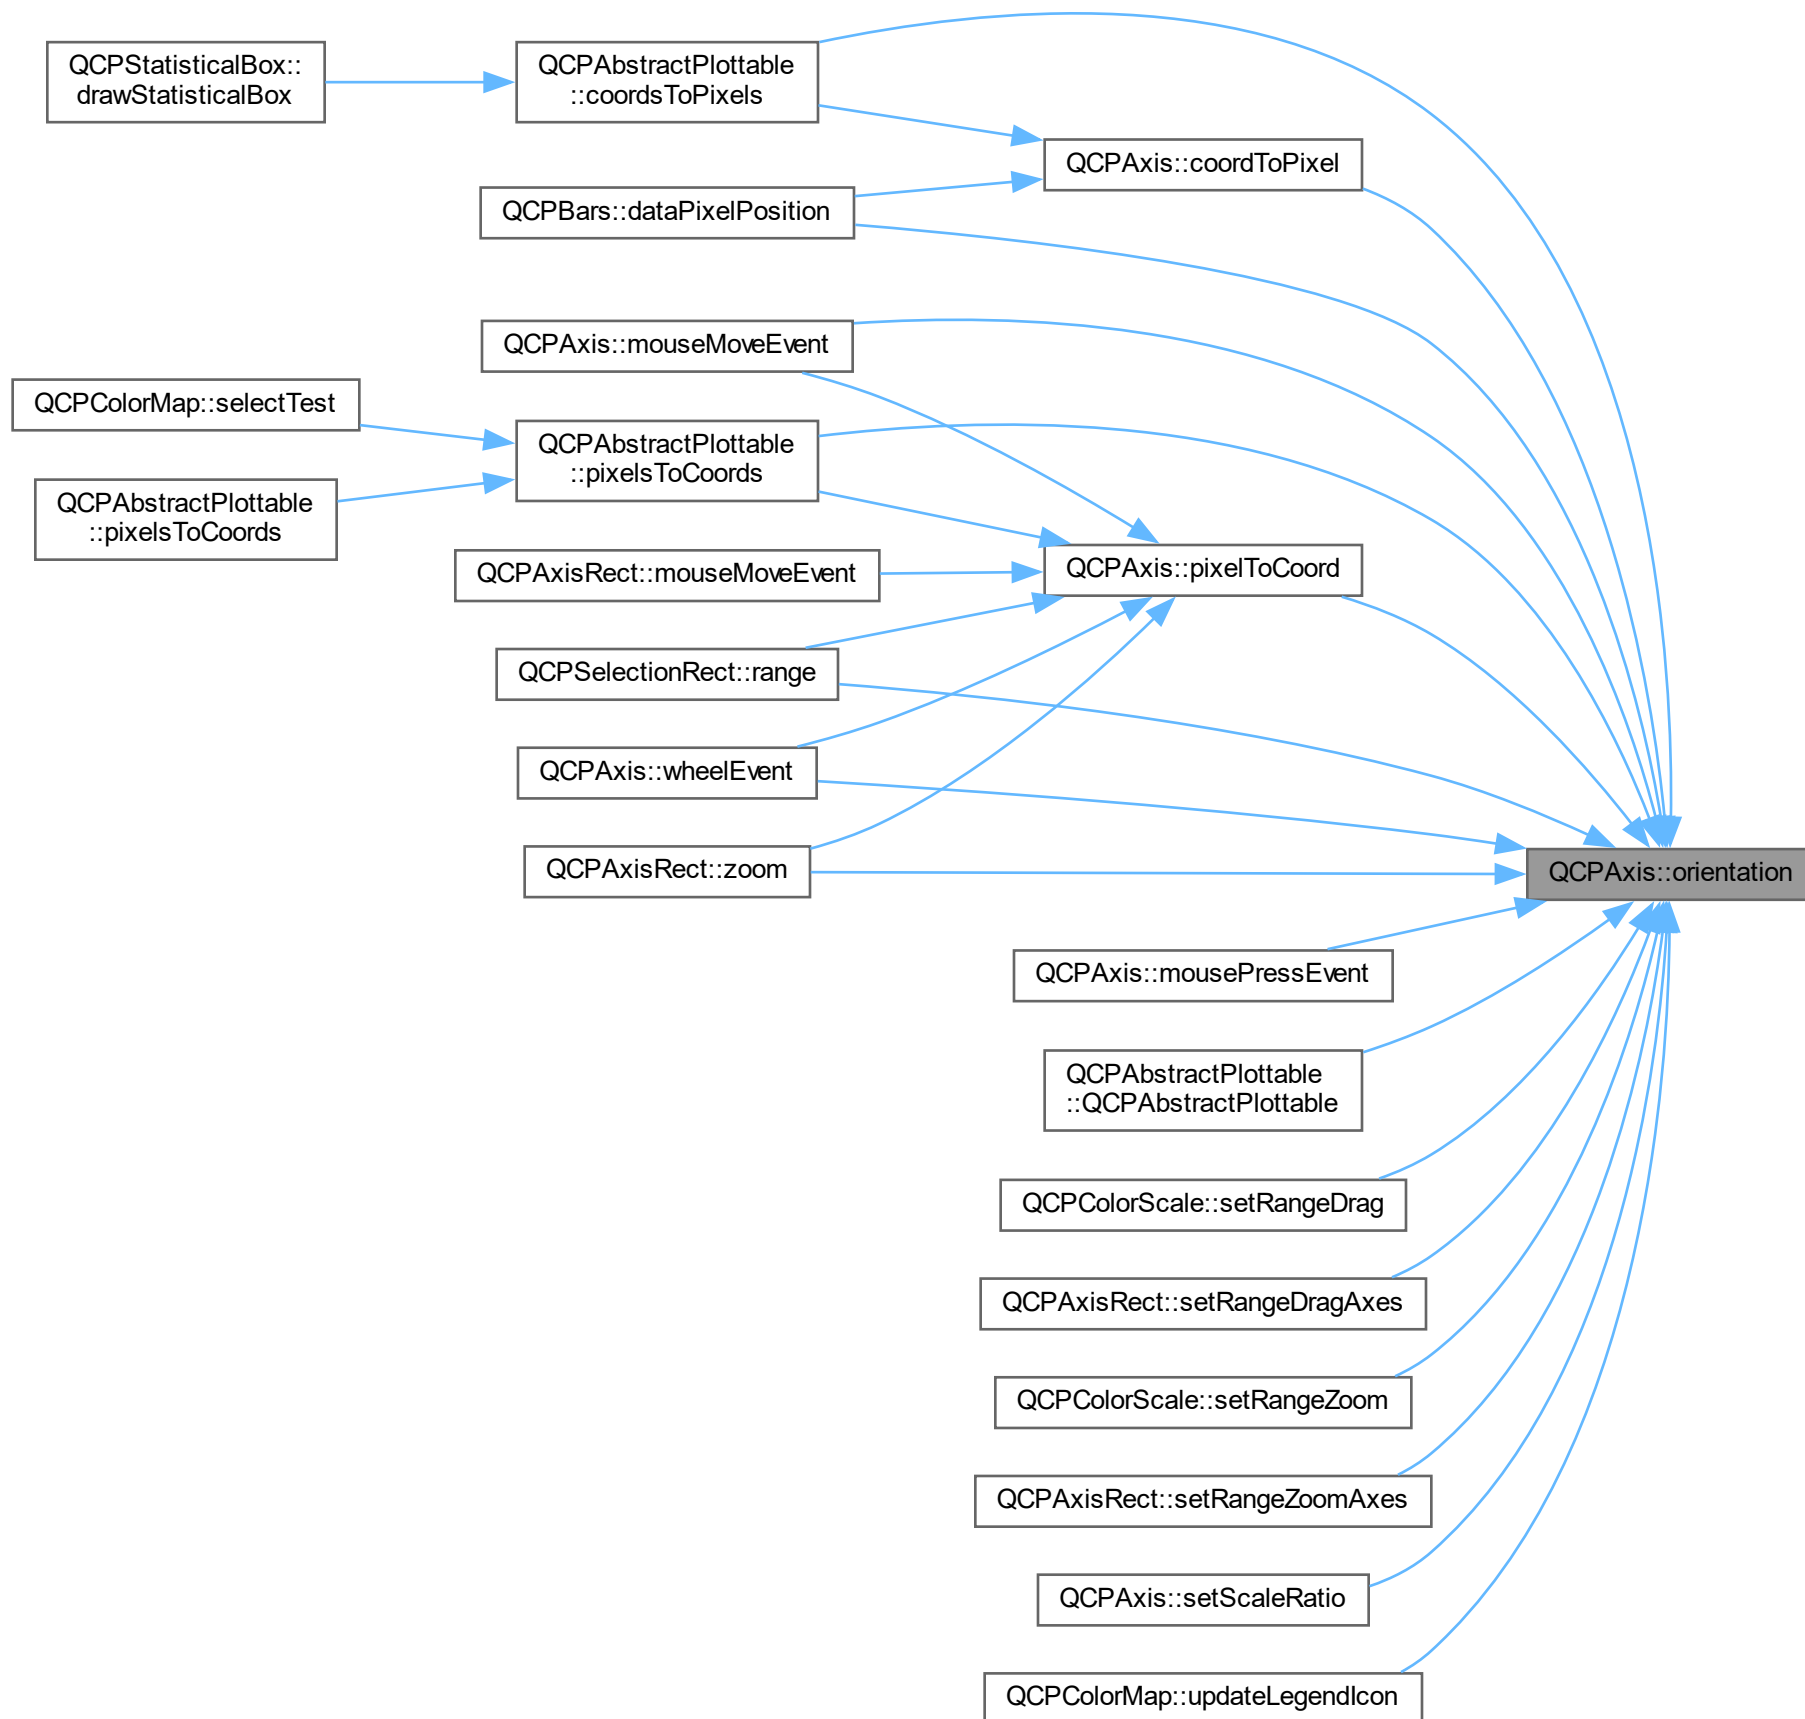 QCPStatisticalBox::
drawStatisticalBox
QCPAbstractPlottable
::coordsToPixels
QCPAxis::coordToPixel
QCPBars::dataPixelPosition
QCPAxis::mouseMoveEvent
QCPColorMap::selectTest
QCPAbstractPlottable
::pixelsToCoords
QCPAbstractPlottable
::pixelsToCoords
QCPAxis::pixelToCoord
QCPAxisRect::mouseMoveEvent
QCPSelectionRect::range
QCPAxis::wheelEvent
QCPAxisRect::zoom
QCPAxis::orientation
QCPAxis::mousePressEvent
QCPAbstractPlottable
::QCPAbstractPlottable
QCPColorScale::setRangeDrag
QCPAxisRect::setRangeDragAxes
QCPColorScale::setRangeZoom
QCPAxisRect::setRangeZoomAxes
QCPAxis::setScaleRatio
QCPColorMap::updateLegendIcon